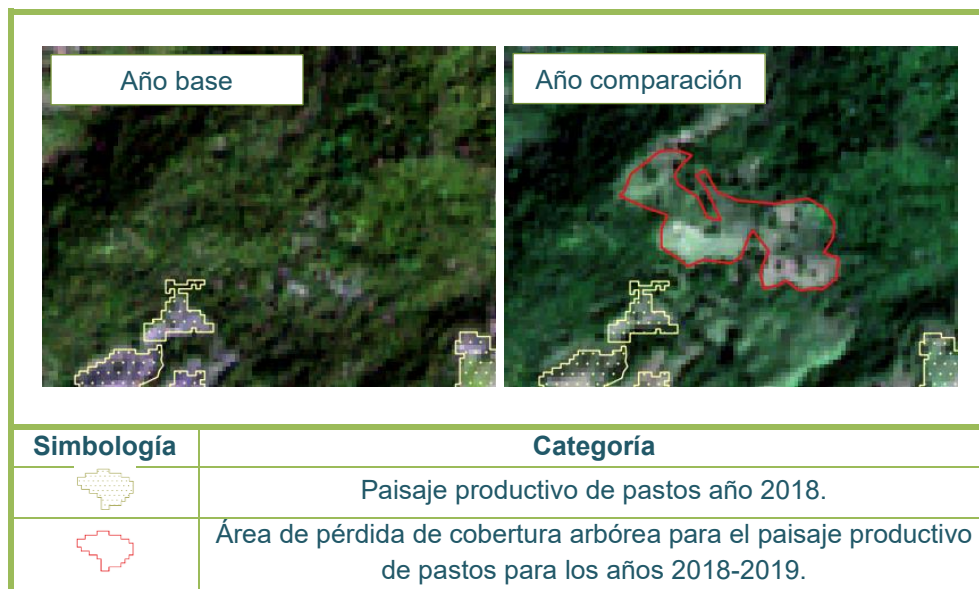 Año base
Año comparación
Simbología
Categoría
Paisaje productivo de pastos año 2018.
Área de pérdida de cobertura arbórea para el paisaje productivo
de pastos para los años 2018-2019.